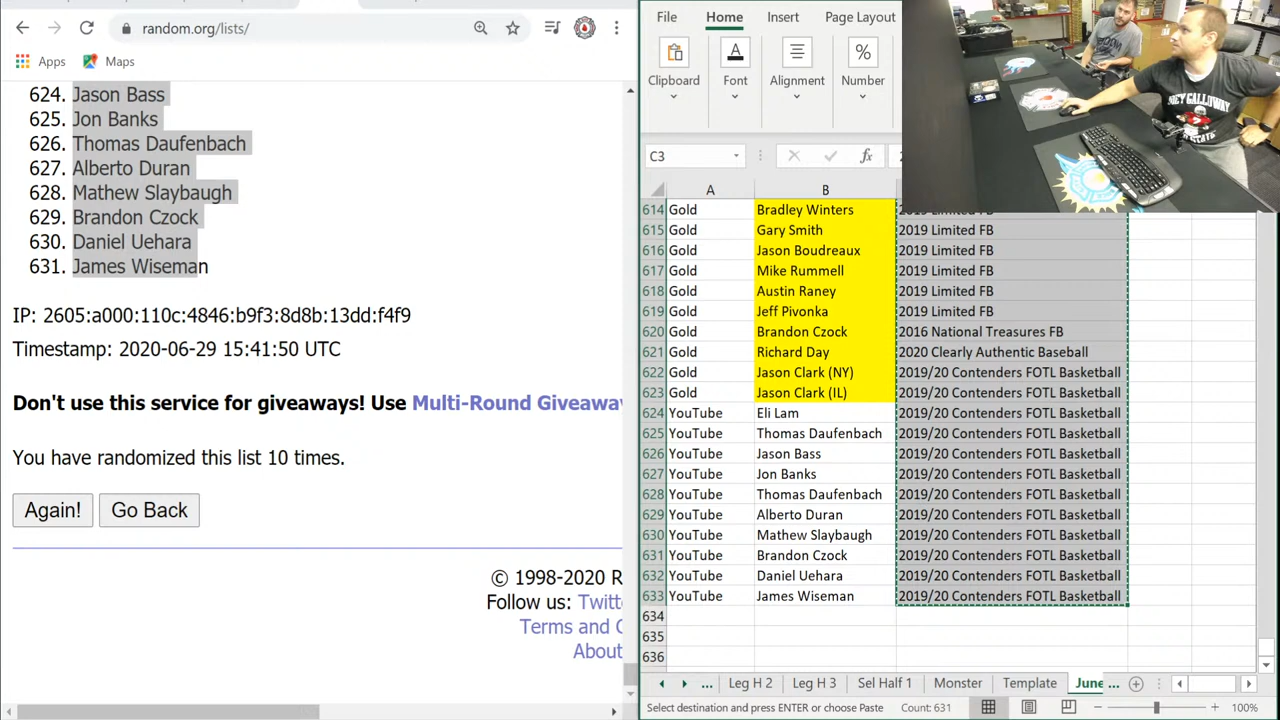 random.org/lists/
Apps
Maps
624. Jason Bass
625. Jon Banks
626. Thomas Daufenbach
627. Alberto Duran
628. Mathew Slaybaugh
629. Brandon Czock
630. Daniel Uehara
631. James Wiseman
IP: 2605:a000:110c:4846:b9f3:8d8b:13dd:f4f9
Timestamp: 2020-06-29 15:41:50 UTC
Don't use this service for giveaways! Use Multi-Round Giveaway
You have randomized this list 10 times.
Again! Go Back
© 1998-2020 R
Follow us: Twitt
Terms and C
About
File Home Insert Page Layout
Clipboard Font Alignment Number
C3 fx
A B
614 Gold Bradley Winters 2019 Limited FB
615 Gold Gary Smith 2019 Limited FB
616 Gold Jason Boudreaux 2019 Limited FB
617 Gold Mike Rummell 2019 Limited FB
618 Gold Austin Raney 2019 Limited FB
619 Gold Jeff Pivonka 2019 Limited FB
620 Gold Brandon Czock 2016 National Treasures FB
621 Gold Richard Day 2020 Clearly Authentic Baseball
622 Gold Jason Clark (NY) 2019/20 Contenders FOTL Basketball
623 Gold Jason Clark (IL) 2019/20 Contenders FOTL Basketball
624 YouTube Eli Lam 2019/20 Contenders FOTL Basketball
625 YouTube Thomas Daufenbach 2019/20 Contenders FOTL Basketball
626 YouTube Jason Bass 2019/20 Contenders FOTL Basketball
627 YouTube Jon Banks 2019/20 Contenders FOTL Basketball
628 YouTube Thomas Daufenbach 2019/20 Contenders FOTL Basketball
629 YouTube Alberto Duran 2019/20 Contenders FOTL Basketball
630 YouTube Mathew Slaybaugh 2019/20 Contenders FOTL Basketball
631 YouTube Brandon Czock 2019/20 Contenders FOTL Basketball
632 YouTube Daniel Uehara 2019/20 Contenders FOTL Basketball
633 YouTube James Wiseman 2019/20 Contenders FOTL Basketball
634
635
636
... Leg H 2 Leg H 3 Sel Half 1 Monster Template June ...
Select destination and press ENTER or choose Paste Count: 631 100%
JOEY GALLOWAY